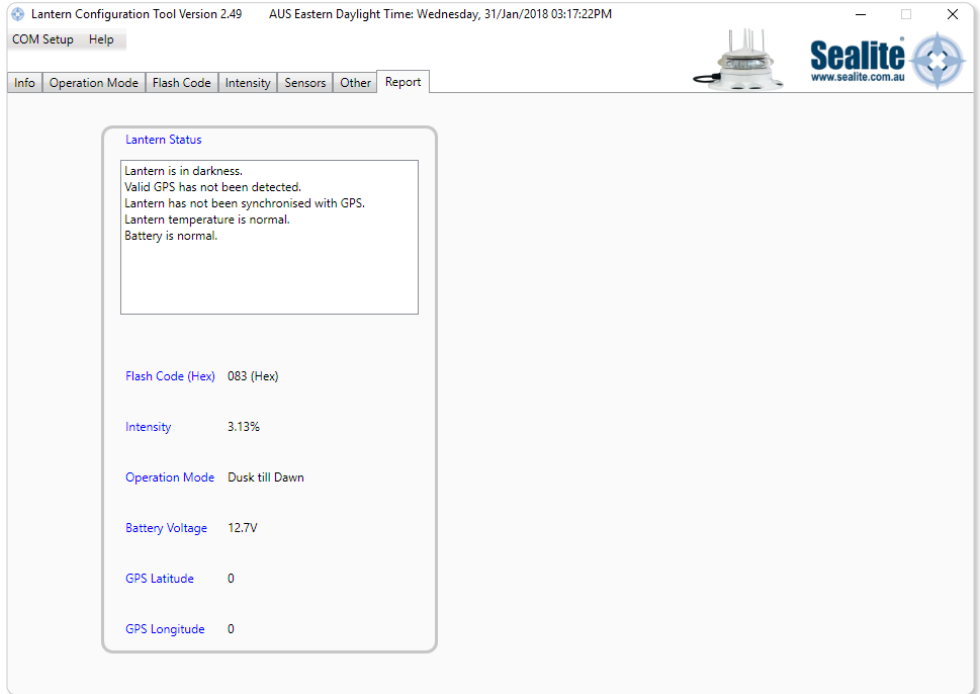 Lantern Configuration Tool Version 2.49 AUS Eastern Daylight Time: Wednesday, 31/Jan/2018 03:17:22PM
COM Setup Help
Sealite
www.sealite.com.au
Info Operation Mode Flash Code Intensity Sensors Other Report
Lantern Status
Lantern is in darkness.
Valid GPS has not been detected.
Lantern has not been synchronised with GPS.
Lantern temperature is normal.
Battery is normal.
Flash Code (Hex) 083 (Hex)
Intensity 3.13%
Operation Mode Dusk till Dawn
Battery Voltage 12.7V
GPS Latitude 0
GPS Longitude 0